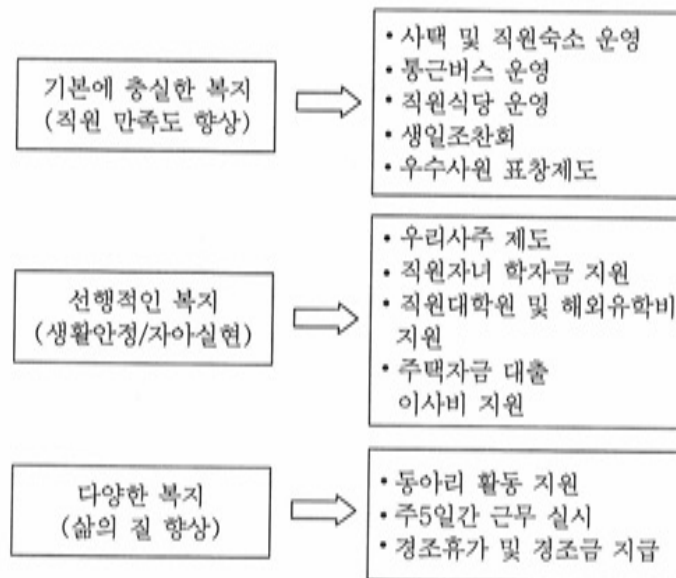 기본에 충실한 복지
(직원 만족도 향상)
• 사택 및 직원숙소 운영
• 통근버스 운영
• 직원식당 운영
• 생일조찬회
• 우수사원 표창제도
선행적인 복지
(생활안정/자아실현)
• 우리사주 제도
• 직원자녀 학자금 지원
• 직원대학원 및 해외유학비
지원
• 주택자금 대출
이사비 지원
다양한 복지
(삶의 질 향상)
• 동아리 활동 지원
• 주5일간 근무 실시
• 경조휴가 및 경조금 지급